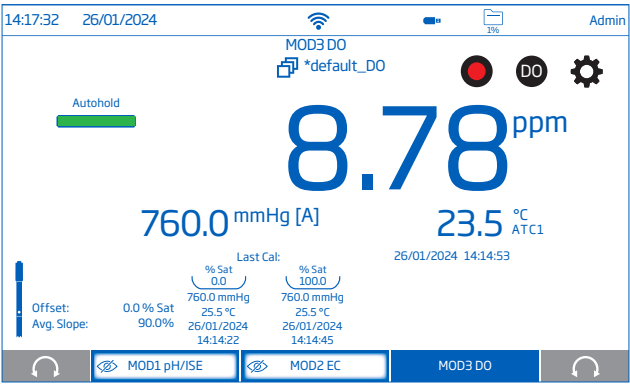 14:17:32 26/01/2024 1% Admin
MOD3 DO
*default_DO
DO
Autohold
8.78 ppm
760.0 mmHg [A] 23.5 °C
ATC1
Last Cal: 26/01/2024 14:14:53
% Sat % Sat
0.0 100.0
760.0 mmHg 760.0 mmHg
Offset: 0.0 % Sat 25.5 °C 25.5 °C
Avg. Slope: 90.0% 26/01/2024 26/01/2024
14:14:22 14:14:45
MOD1 pH/ISE MOD2 EC MOD3 DO